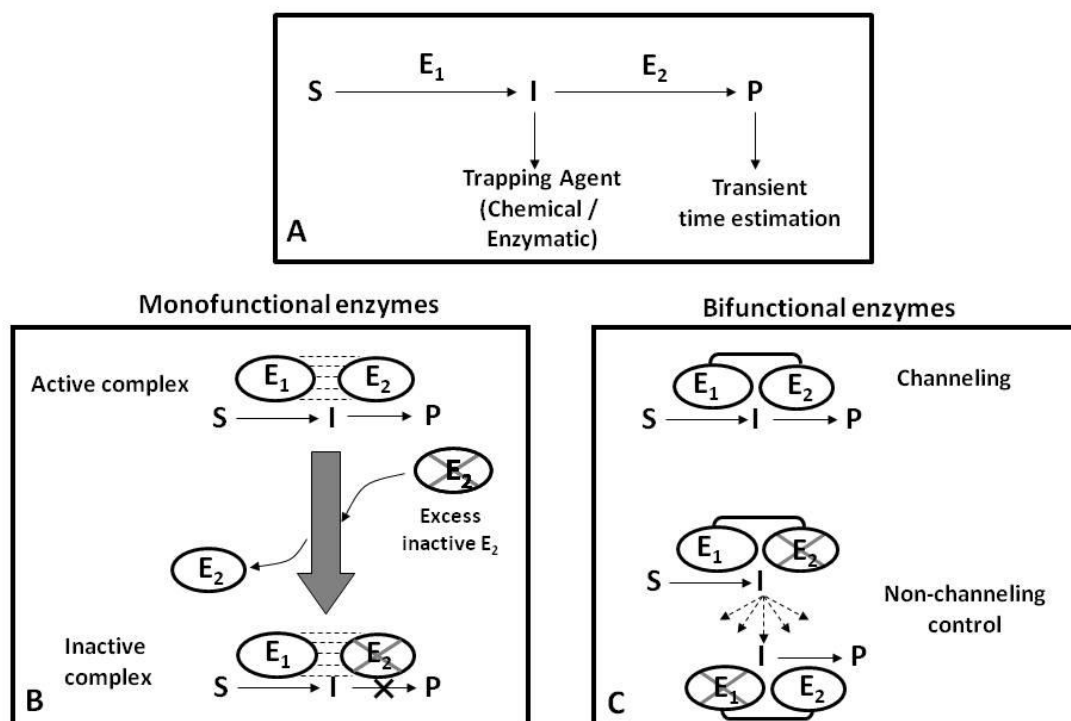 E1 E2
S I P
Trapping Agent
(Chemical /
Enzymatic)
Transient
time estimation
A
Monofunctional enzymes
Active complex
E1 E2
S I P
E2
Excess
inactive E2
E2
Inactive
complex
E1 E2
S I P
B
Bifunctional enzymes
E1 E2
Channeling
S I P
E1 E2
S I
Non-channeling
control
I P
E1 E2
C